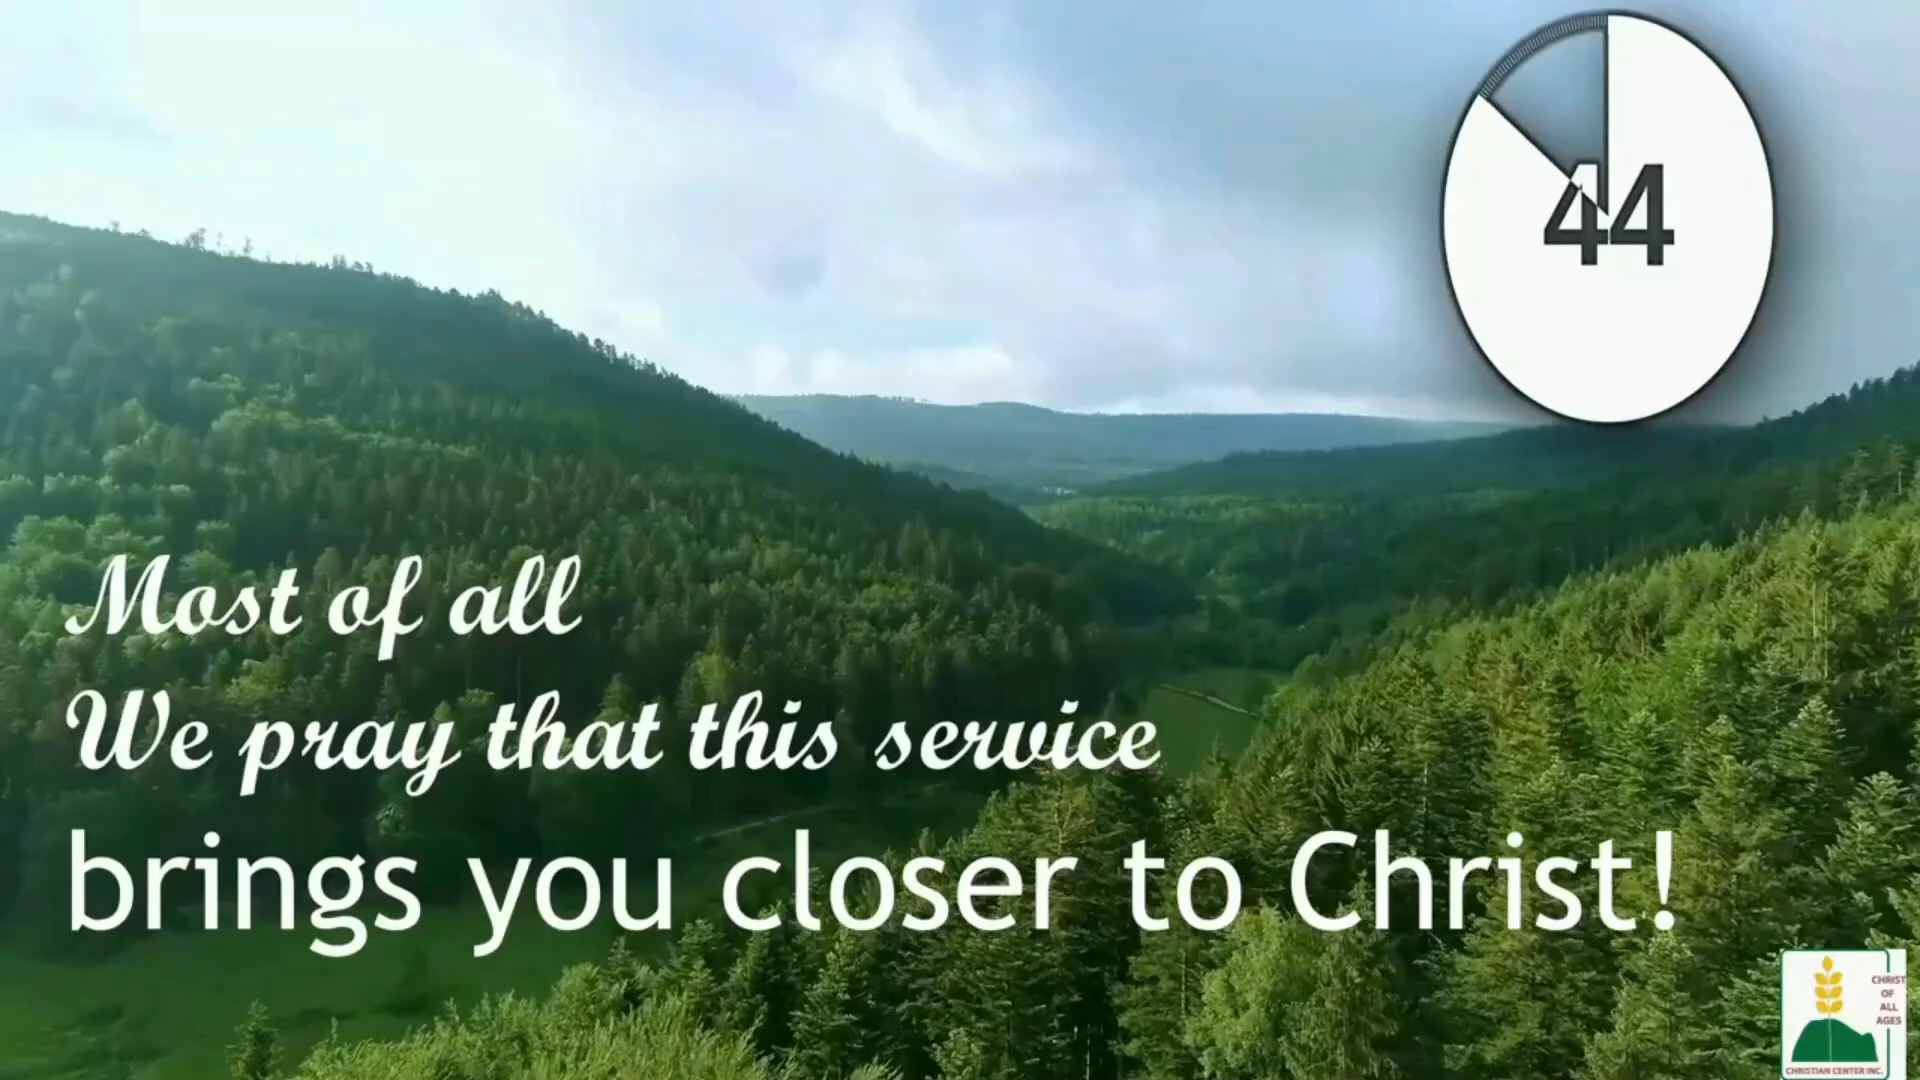 44
Most of all
We pray that this service
brings you closer to Christ!
CHRIST
OF
ALL
AGES
CHRISTIAN CENTER INC.